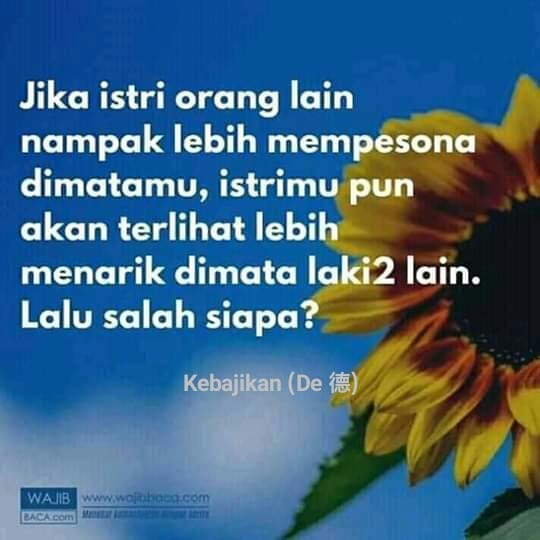 Jika istri orang lain
nampak lebih mempesona
dimatamu, istrimu pun
akan terlihat lebih
menarik dimata laki2 lain.
Lalu salah siapa?
Kebajikan (De 德)
WAJIB www.wajibbaca.com
BACA.com